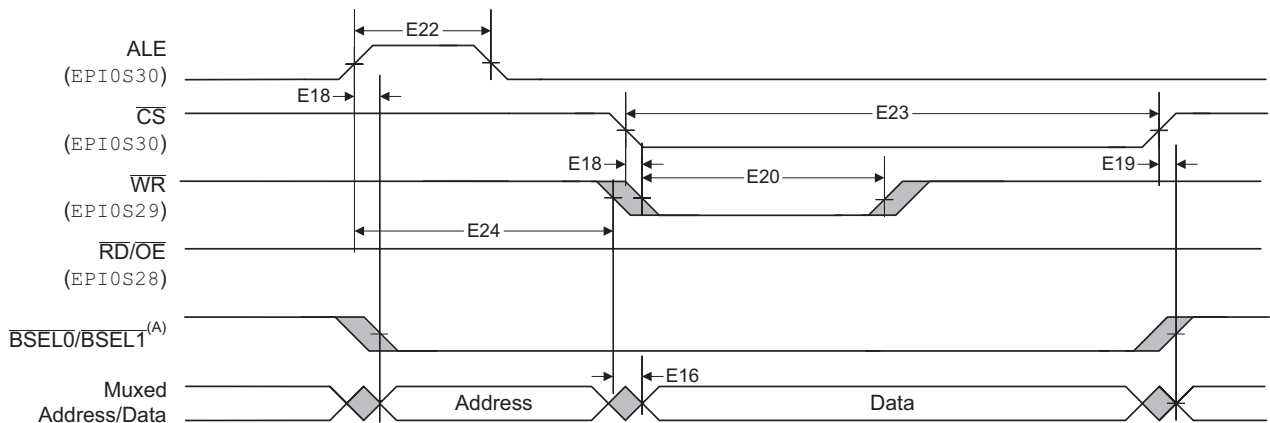 E22
ALE
(EPI0S30)
E18
CS
(EPI0S30)
E23
E18
E20
E19
WR
(EPI0S29)
E24
RD/OE
(EPI0S28)
BSEL0/BSEL1(A)
E16
Muxed
Address/Data
Address
Data